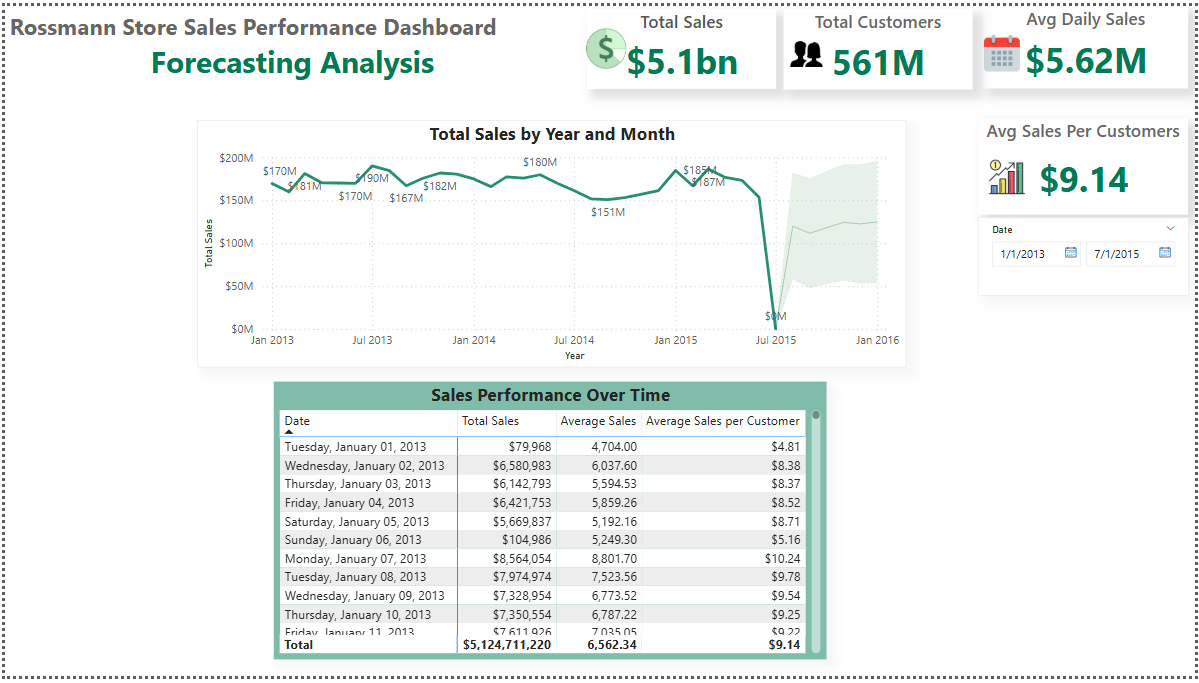 Rossmann Store Sales Performance Dashboard
Forecasting Analysis
Total Sales
$5.1bn
Total Customers
561M
Avg Daily Sales
$5.62M
Avg Sales Per Customers
$9.14
Date
1/1/2013 7/1/2015
Total Sales by Year and Month
Total Sales
$200M
$150M
$100M
$50M
$0M
$170M
$181M
$170M
$190M
$167M
$182M
$180M
$151M
$185M
$187M
$0M
Jan 2013 Jul 2013 Jan 2014 Jul 2014 Jan 2015 Jul 2015 Jan 2016
Year
Sales Performance Over Time
Date Total Sales Average Sales Average Sales per Customer
Tuesday, January 01, 2013 $79,968 4,704.00 $4.81
Wednesday, January 02, 2013 $6,580,983 6,037.60 $8.38
Thursday, January 03, 2013 $6,142,793 5,594.53 $8.37
Friday, January 04, 2013 $6,421,753 5,859.26 $8.52
Saturday, January 05, 2013 $5,669,837 5,192.16 $8.71
Sunday, January 06, 2013 $104,986 5,249.30 $5.16
Monday, January 07, 2013 $8,564,054 8,801.70 $10.24
Tuesday, January 08, 2013 $7,974,974 7,523.56 $9.78
Wednesday, January 09, 2013 $7,328,954 6,773.52 $9.54
Thursday, January 10, 2013 $7,350,554 6,787.22 $9.25
Friday, January 11, 2013 $7,611,926 7,035.05 $9.22
Total $5,124,711,220 6,562.34 $9.14